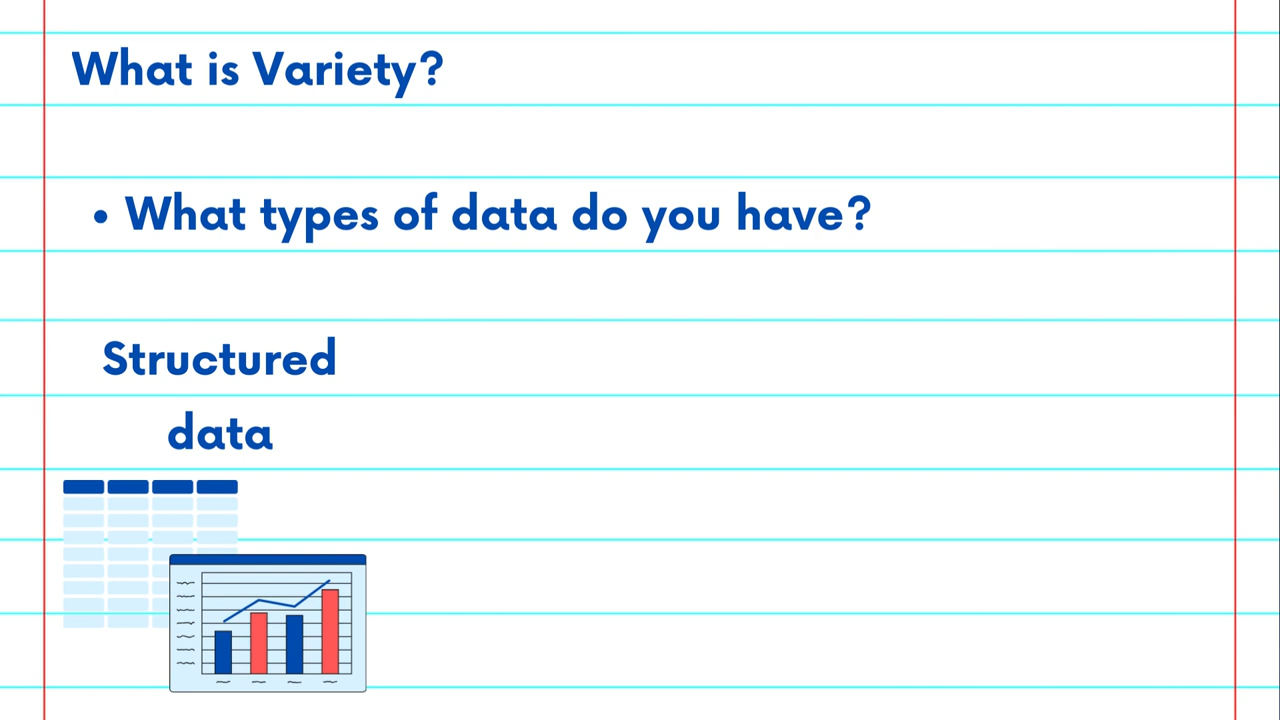 What is Variety?
• What types of data do you have?
Structured
data